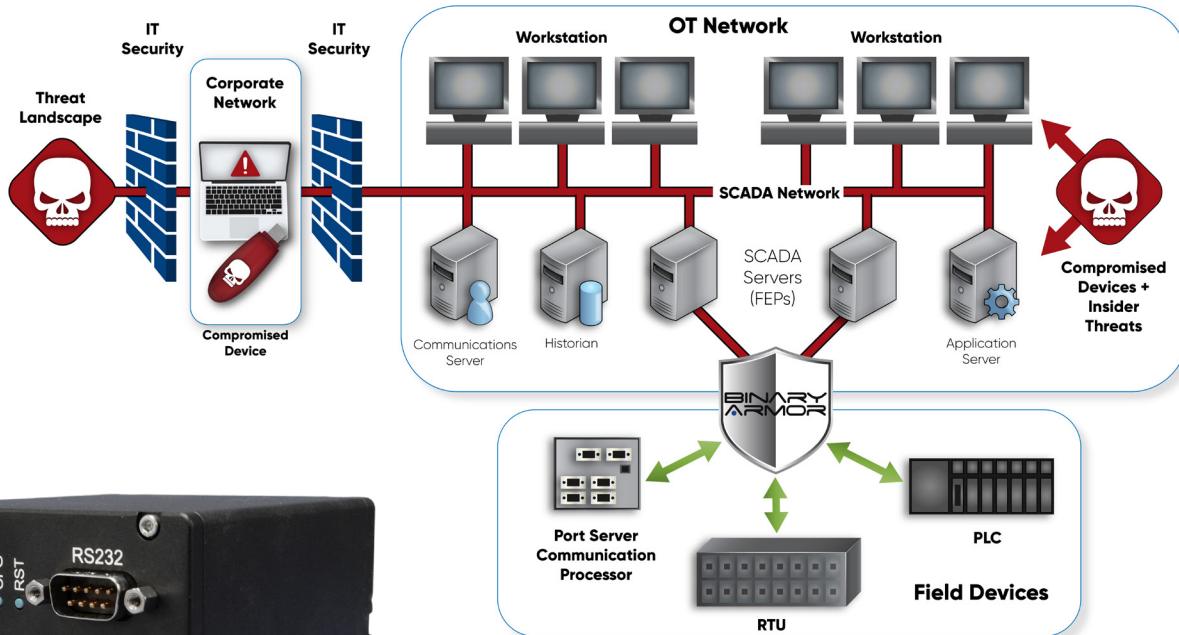 IT
Security
IT
Security
OT Network
Workstation
Workstation
Threat
Landscape
Corporate
Network
SCADA Network
SCADA
Servers
(FEPs)
Compromised
Devices +
Insider
Threats
Compromised
Device
Communications
Server
Historian
Application
Server
BINARY
ARMOR
Port Server
Communication
Processor
RTU
PLC
Field Devices
RS232
RST